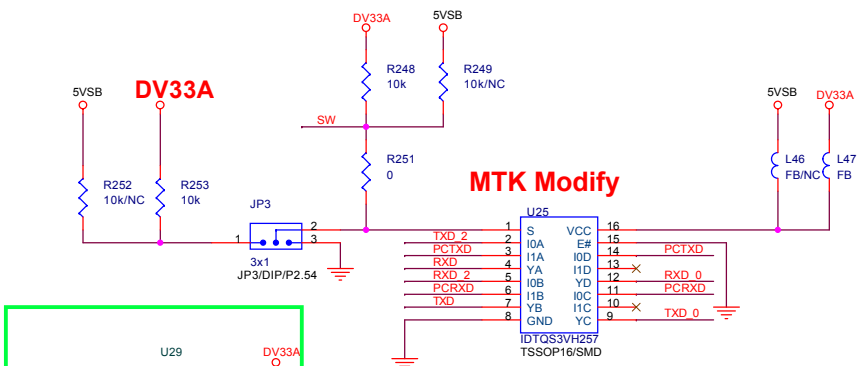 DV33A
5VSB
R248
10k
R249
10k/NC
5VSB
DV33A
5VSB
DV33A
SW
R251
0
L46
FB/NC
L47
FB
R252
10k/NC
R253
10k
MTK Modify
JP3
1
2
3
3x1
JP3/DIP/P2.54
U25
TXD_2
PCTXD
RXD
RXD_2
PCRXD
TXD
1 S VCC 16
2 I0A E# 15
3 I1A I0D 14
4 YA I1D 13
5 I0B YD 12
6 I1B I0C 11
7 YB I1C 10
8 GND YC 9
PCTXD
RXD_0
PCRXD
TXD_0
IDTQS3VH257
TSSOP16/SMD
U29
DV33A